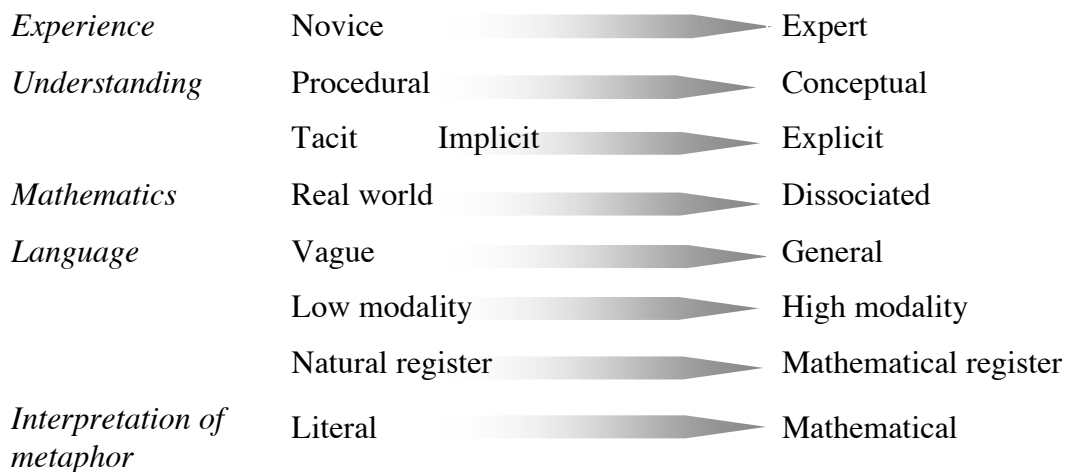 Experience Novice Expert
Understanding Procedural Conceptual
Tacit Implicit Explicit
Mathematics Real world Dissociated
Language Vague General
Low modality High modality
Natural register Mathematical register
Interpretation of
metaphor Literal Mathematical